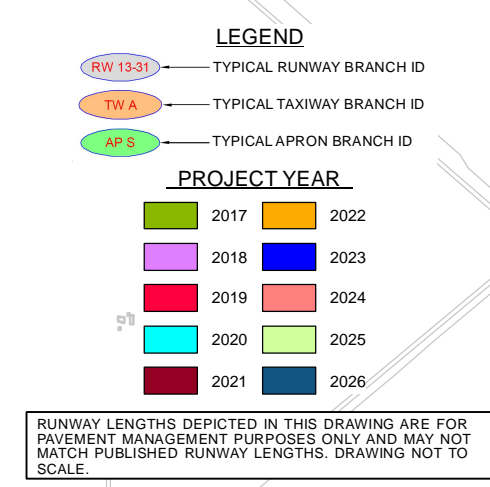 LEGEND
RW 13-31 TYPICAL RUNWAY BRANCH ID
TW A TYPICAL TAXIWAY BRANCH ID
AP S TYPICAL APRON BRANCH ID
PROJECT YEAR
2017 2022
2018 2023
2019 2024
2020 2025
2021 2026
RUNWAY LENGTHS DEPICTED IN THIS DRAWING ARE FOR
PAVEMENT MANAGEMENT PURPOSES ONLY AND MAY NOT
MATCH PUBLISHED RUNWAY LENGTHS. DRAWING NOT TO
SCALE.